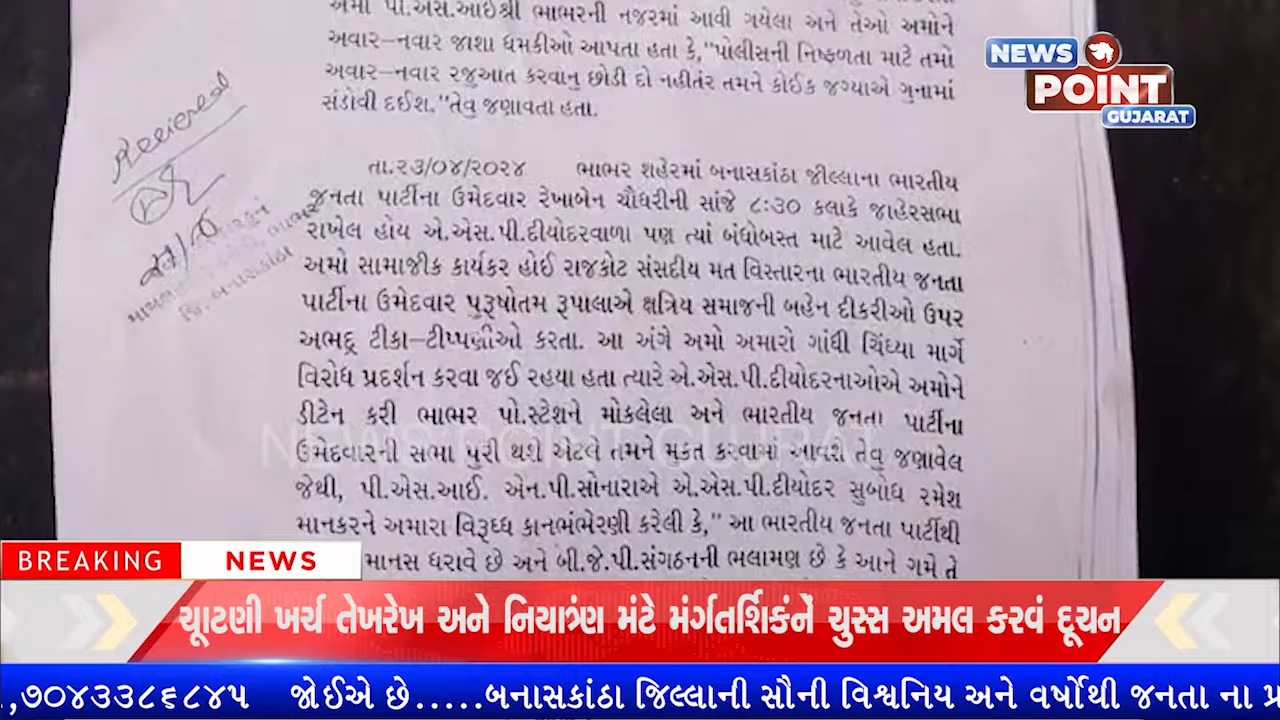 અમો પી.એસ.આઈશ્રી ભાભરની નજરમાં આવી ગયેલા અને તેઓ અમોને
અવાર-નવાર જાશા ધમકીઓ આપતા હતા કે,"પોલીસની નિષ્ફળતા માટે તમો
અવાર-નવાર રજુઆત કરવાનુ છોડી દો નહીતંર તમને કોઈક જગ્યાએ ગુનામાં
સંડોવી દઈશ."તેવુ જણાવતા હતા.
NEWS
POINT
GUJARAT
તા.૨૩/૦૪/૨૦૨૪ ભાભર શહેરમાં બનાસકાંઠા જીલ્લાના ભારતીય
જનતા પાર્ટીના ઉમેદવાર રેખાબેન ચૌધરીની સાંજે ૮:૩૦ કલાકે જાહેરસભા
રાખેલ હોય એ.એસ.પી.દીયોદરવાળા પણ ત્યાં બંધોબસ્ત માટે આવેલ હતા.
અમો સામાજીક કાર્યકર હોઈ રાજકોટ સંસદીય મત વિસ્તારના ભારતીય જનતા
પાર્ટીના ઉમેદવાર પુરૂષોતમ રૂપાલાએ ક્ષત્રિય સમાજની બહેન દીકરીઓ ઉપર
અભદ્ર ટીકા-ટીપ્પણીઓ કરતા. આ અંગે અમો અમારો ગાંધી ચિંધ્યા માર્ગે
વિરોધ પ્રદર્શન કરવા જઈ રહયા હતા ત્યારે એ.એસ.પી.દીયોદરનાઓએ અમોને
ડીટેન કરી ભાભર પો.સ્ટેશને મોકલેલા અને ભારતીય જનતા પાર્ટીના
ઉમેદવારની સભા પુરી થશે એટલે તમને મુકત કરવામાં આવશે તેવુ જણાવેલ
જેથી, પી.એસ.આઈ. એન.પી.સોનારાએ એ.એસ.પી.દીયોદર સુબોધ રમેશ
માનકરને અમારા વિરૂધ્ધ કાનભંભેરણી કરેલી કે," આ ભારતીય જનતા પાર્ટીથી
માનસ ધરાવે છે અને બી.જે.પી.સંગઠનની ભલામણ છે કે આને ગમે તે
NEWS POINT GUJARAT
BREAKING NEWS
ચૂાટણી ખર્ચ તેખરેખ અને નિયાત્રંણ મંટે મંર્ગતર્શિકંનેં ચુસ્સ અમલ કરવં દૂચન
,૭૦૪૩૩૮૬૮૪૫ જોઈએ છે.....બનાસકાંઠા જિલ્લાની સૌની વિશ્વનિય અને વર્ષોથી જનતા ના પ્ર